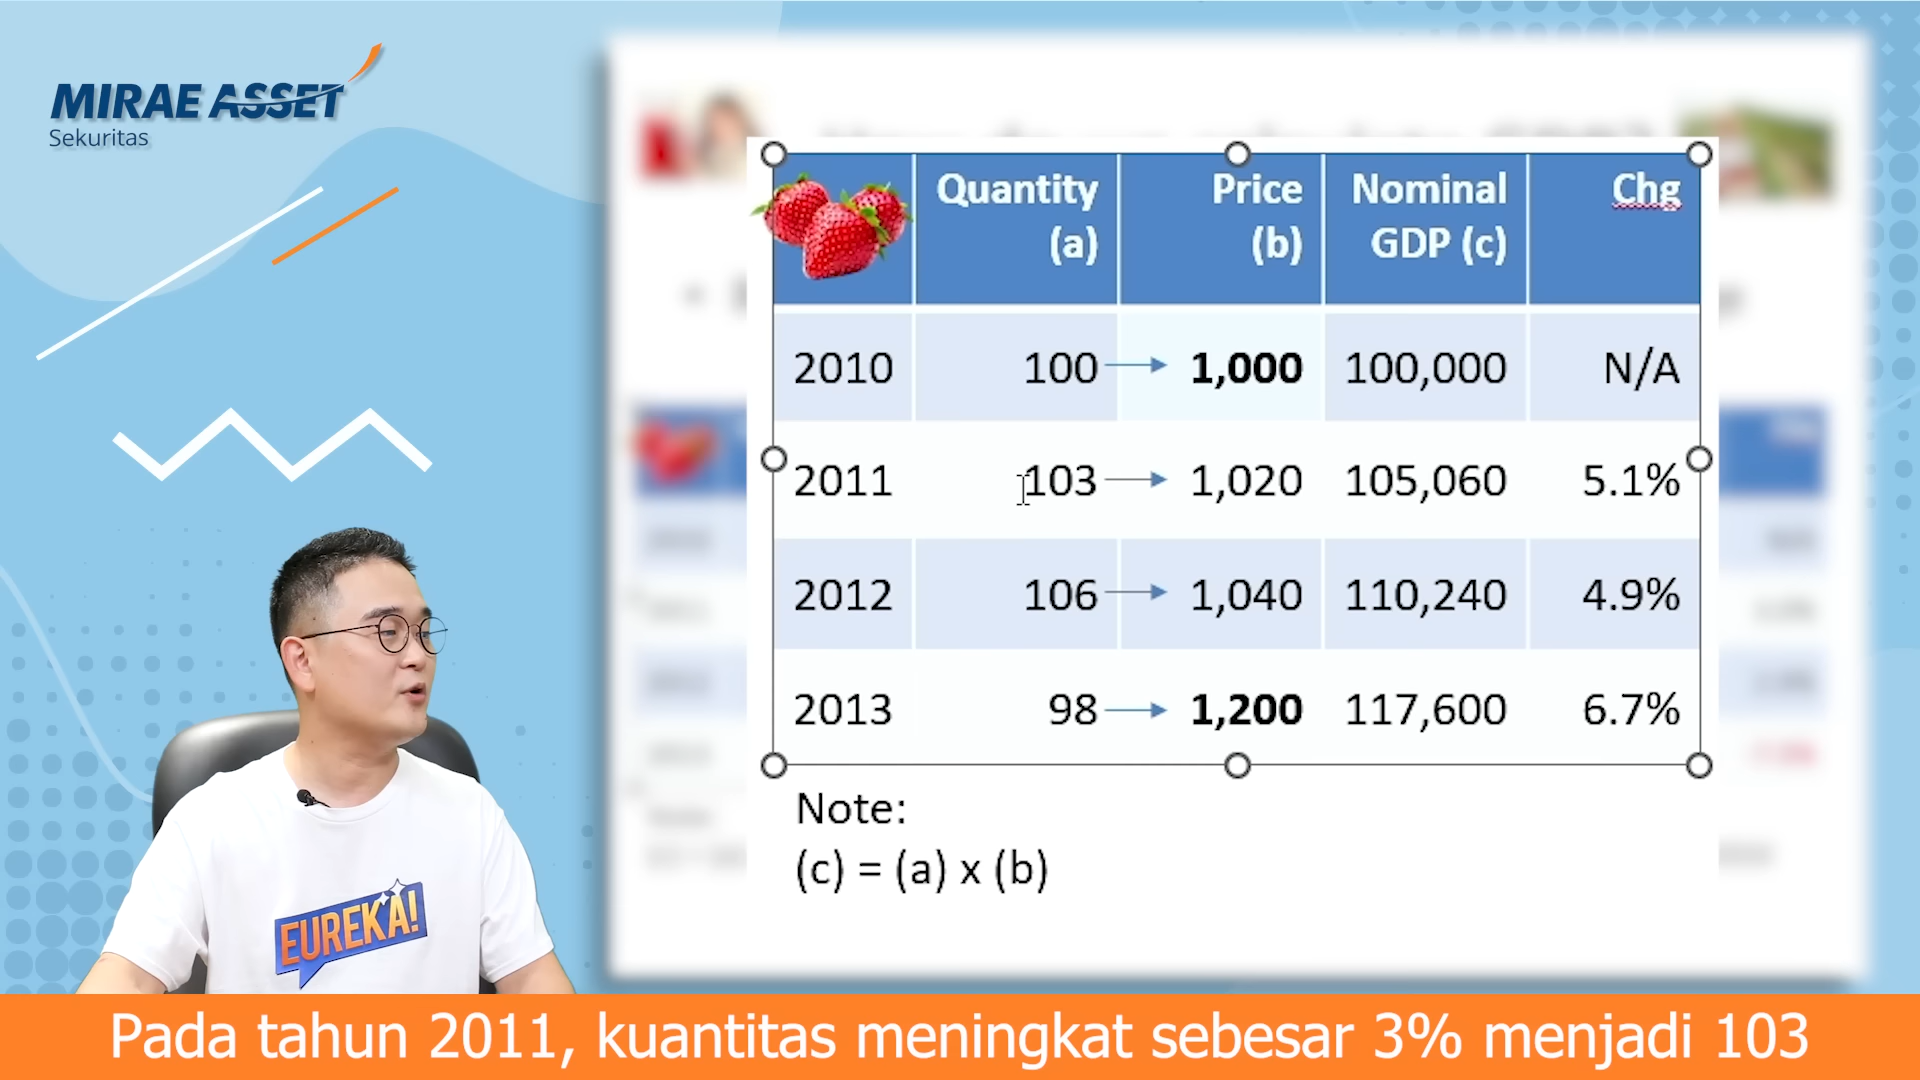 MIRAE ASSET
Sekuritas
Quantity (a) Price (b) Nominal GDP (c) Chg
2010 100 1,000 100,000 N/A
2011 103 1,020 105,060 5.1%
2012 106 1,040 110,240 4.9%
2013 98 1,200 117,600 6.7%
Note:
(c) = (a) x (b)
EUREKA!
Pada tahun 2011, kuantitas meningkat sebesar 3% menjadi 103